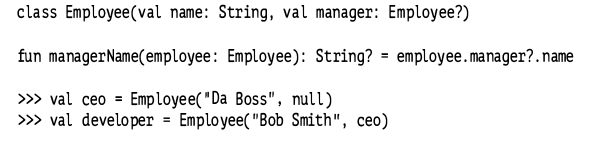 class Employee(val name: String, val manager: Employee?)
fun managerName(employee: Employee): String? = employee.manager?.name
>>> val ceo = Employee("Da Boss", null)
>>> val developer = Employee("Bob Smith", ceo)